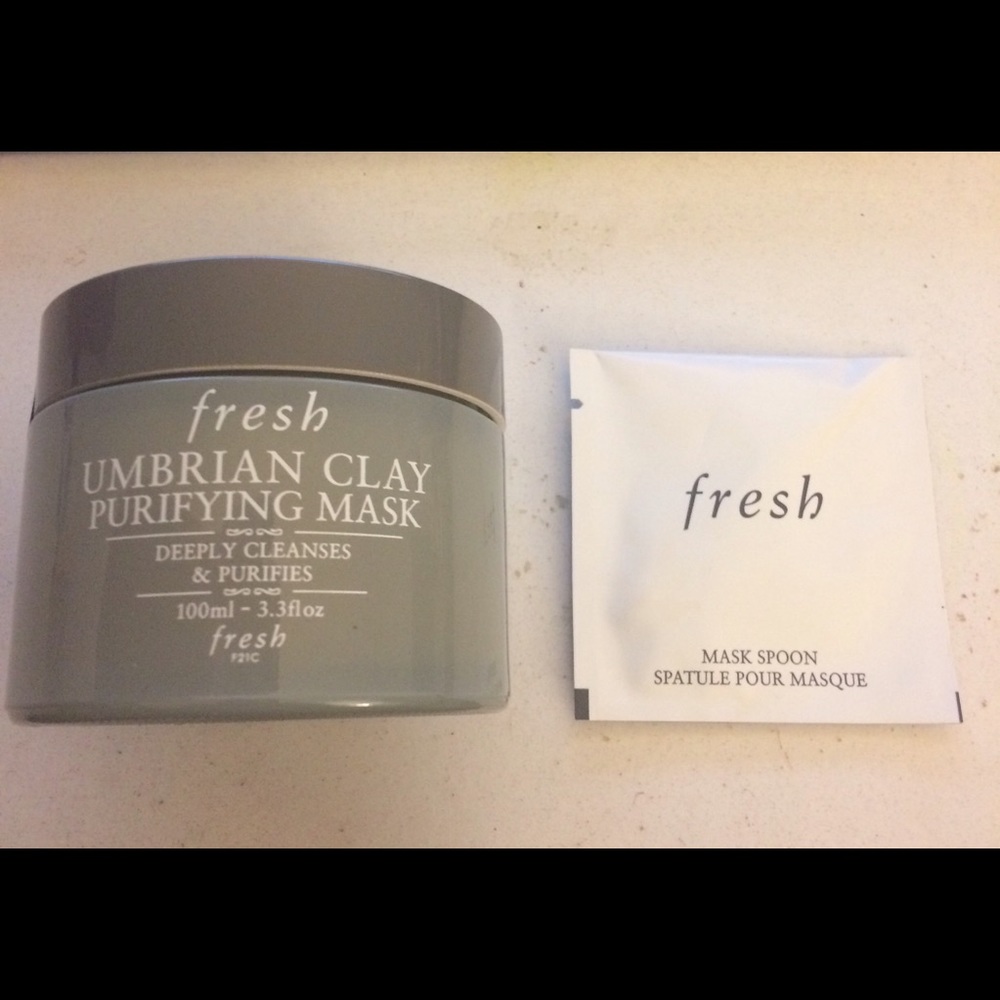 fresh
UMBRIAN CLAY
PURIFYING MASK
DEEPLY CLEANSES
& PURIFIES
100ml - 3.3fl oz
fresh
F21C
fresh
MASK SPOON
SPATULE POUR MASQUE